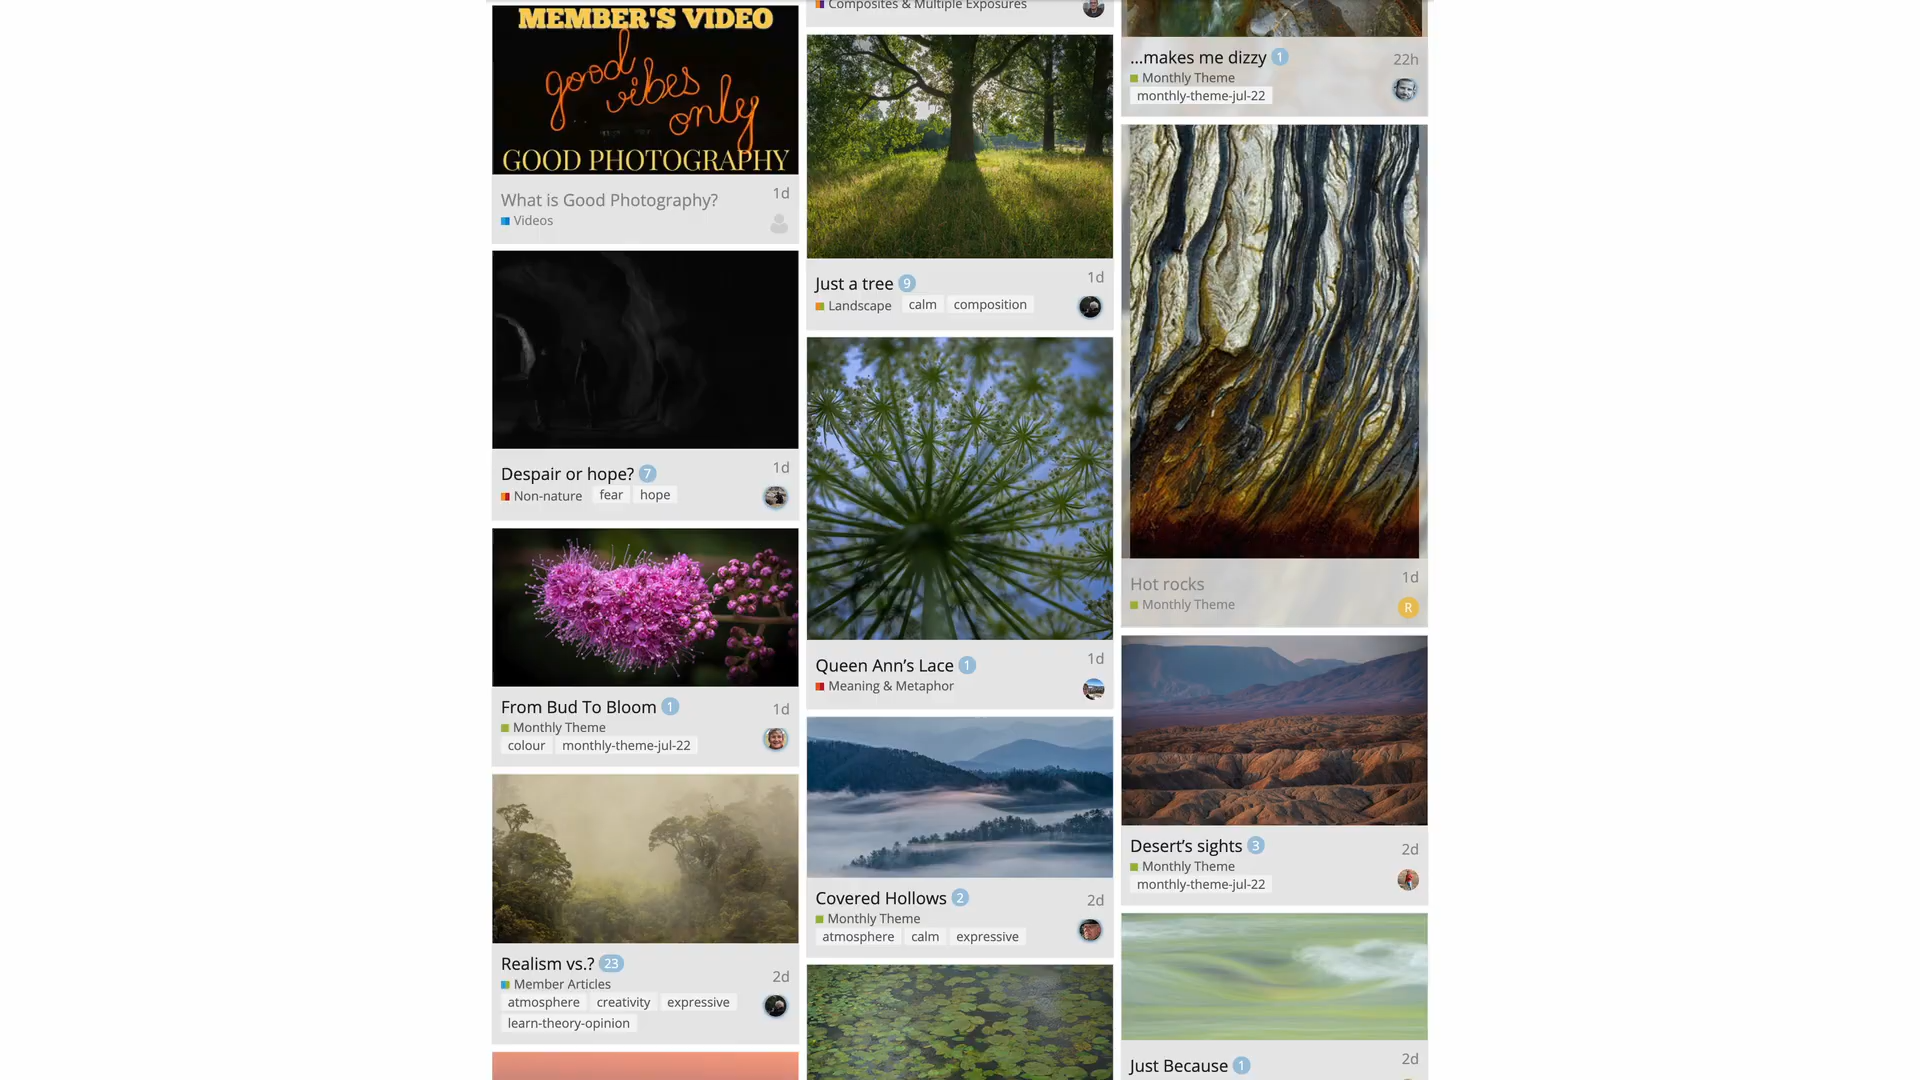 MEMBER'S VIDEO
good
vibes
only
GOOD PHOTOGRAPHY
What is Good Photography?
1d
Videos
Despair or hope? 7
1d
Non-nature fear hope
From Bud To Bloom 1
1d
Monthly Theme
colour monthly-theme-jul-22
Realism vs.? 23
2d
Member Articles
atmosphere creativity expressive
learn-theory-opinion
Composites & Multiple Exposures
Just a tree 9
1d
Landscape calm composition
Queen Ann’s Lace 1
1d
Meaning & Metaphor
Covered Hollows 2
2d
Monthly Theme
atmosphere calm expressive
...makes me dizzy 1
22h
Monthly Theme
monthly-theme-jul-22
Hot rocks
1d
Monthly Theme
R
Desert’s sights 3
2d
Monthly Theme
monthly-theme-jul-22
Just Because 1
2d